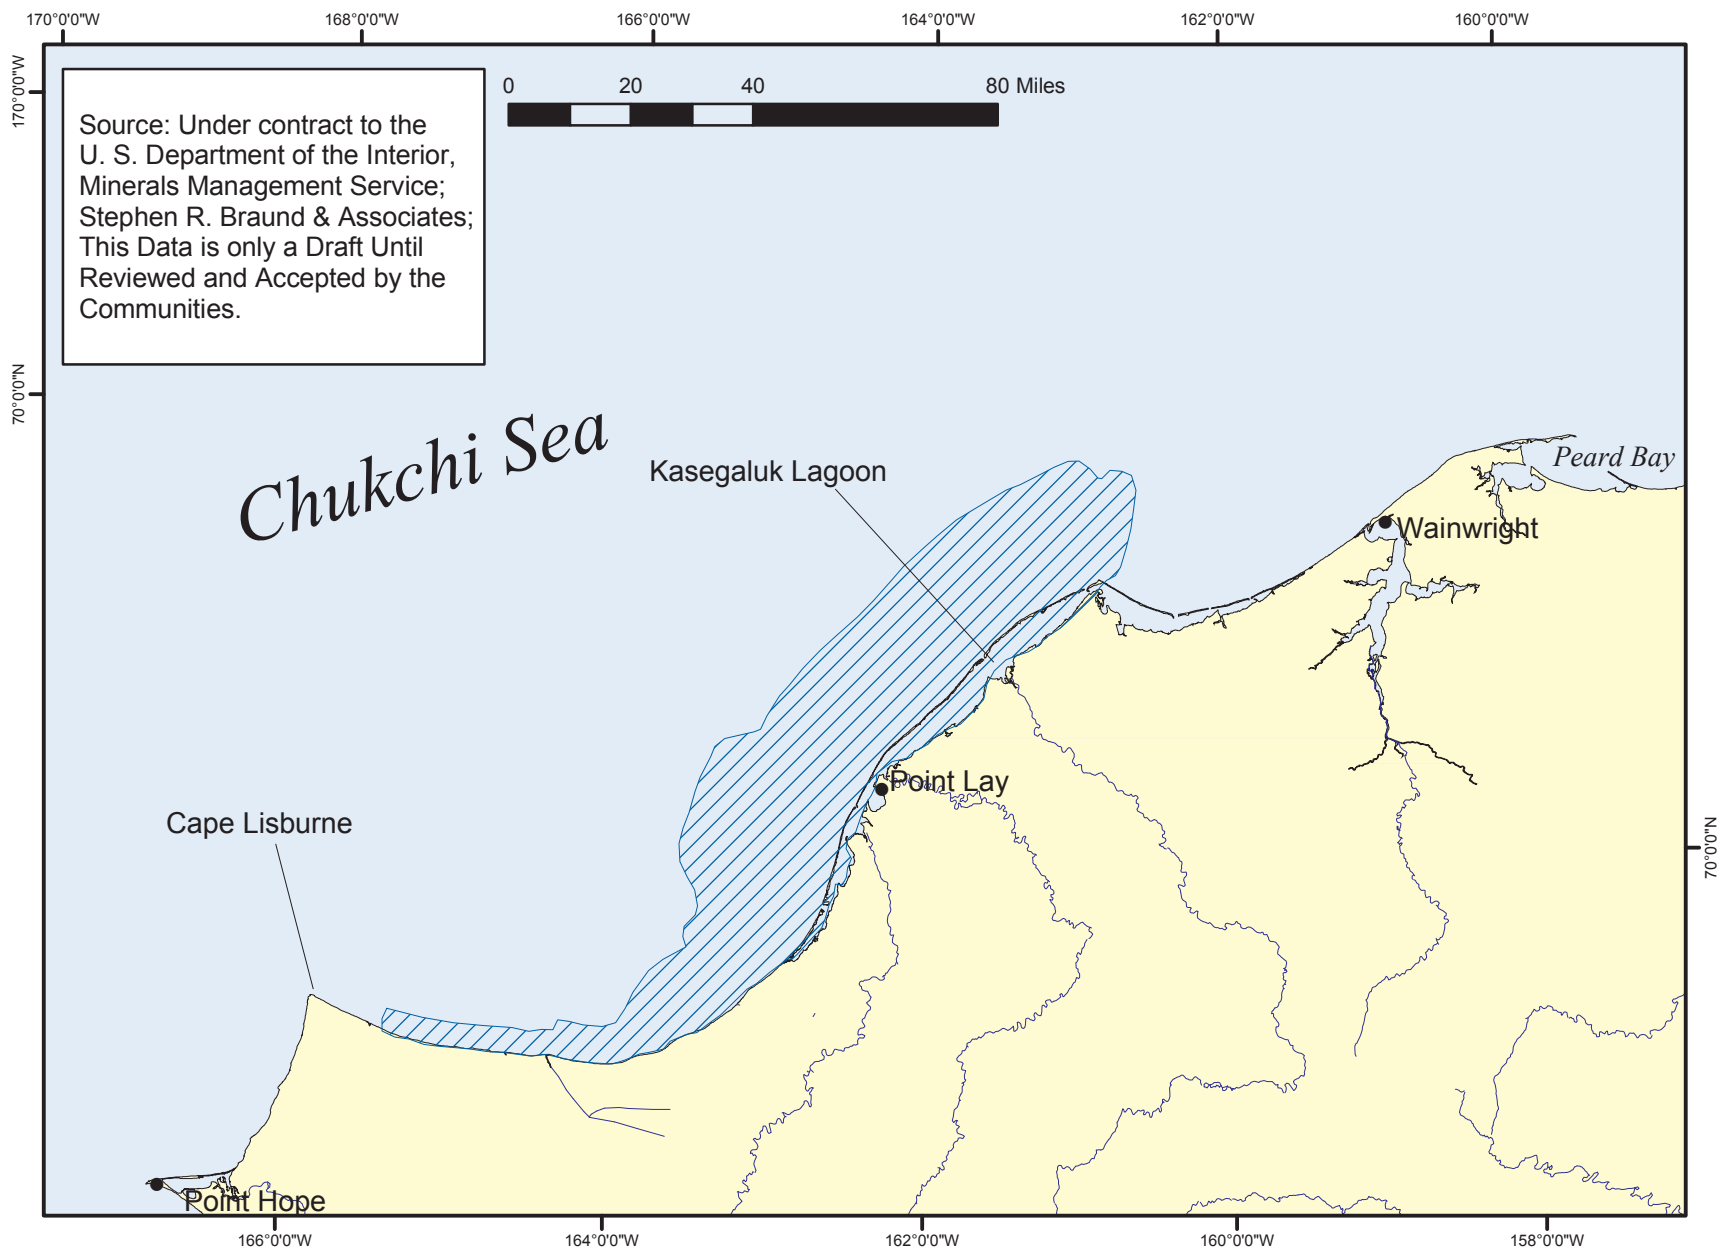 170°0'0"W 168°0'0"W 166°0'0"W 164°0'0"W 162°0'0"W 160°0'0"W
170°0'0"W
0 20 40 80 Miles
Source: Under contract to the
U. S. Department of the Interior,
Minerals Management Service;
Stephen R. Braund & Associates;
This Data is only a Draft Until
Reviewed and Accepted by the
Communities.
70°0'0"N
Chukchi Sea
Kasegaluk Lagoon
Peard Bay
Wainwright
Point Lay
Cape Lisburne
70°0'0"N
Point Hope
166°0'0"W 164°0'0"W 162°0'0"W 160°0'0"W 158°0'0"W